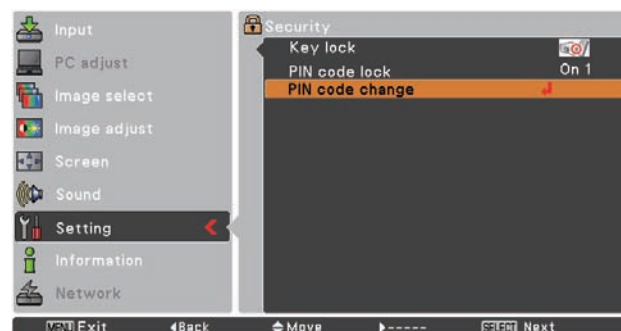 Input
PC adjust
Image select
Image adjust
Screen
Sound
Setting
Information
Network
Security
Key lock
PIN code lock On 1
PIN code change
MENU Exit ◀Back ◆Move ▶----- SELECT Next